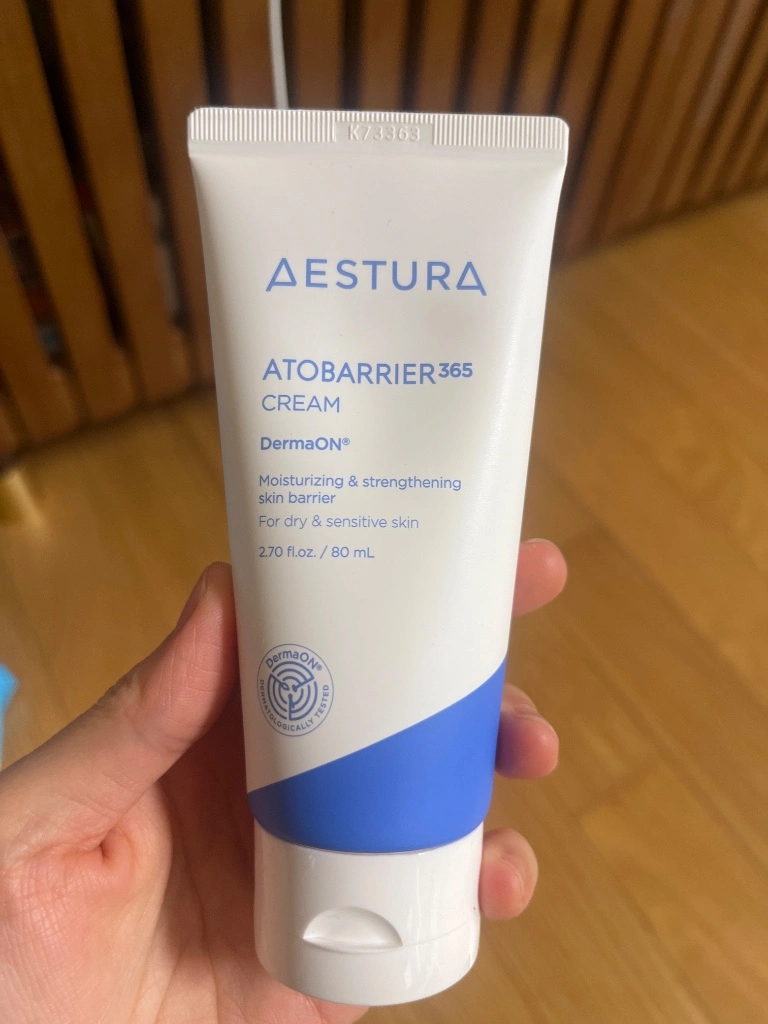 K73363
AESTURA
ATOBARRIER365
CREAM
DermaON®
Moisturizing & strengthening
skin barrier
For dry & sensitive skin
2.70 fl.oz. / 80 mL
DermaON®
DERMATOLOGICALLY TESTED